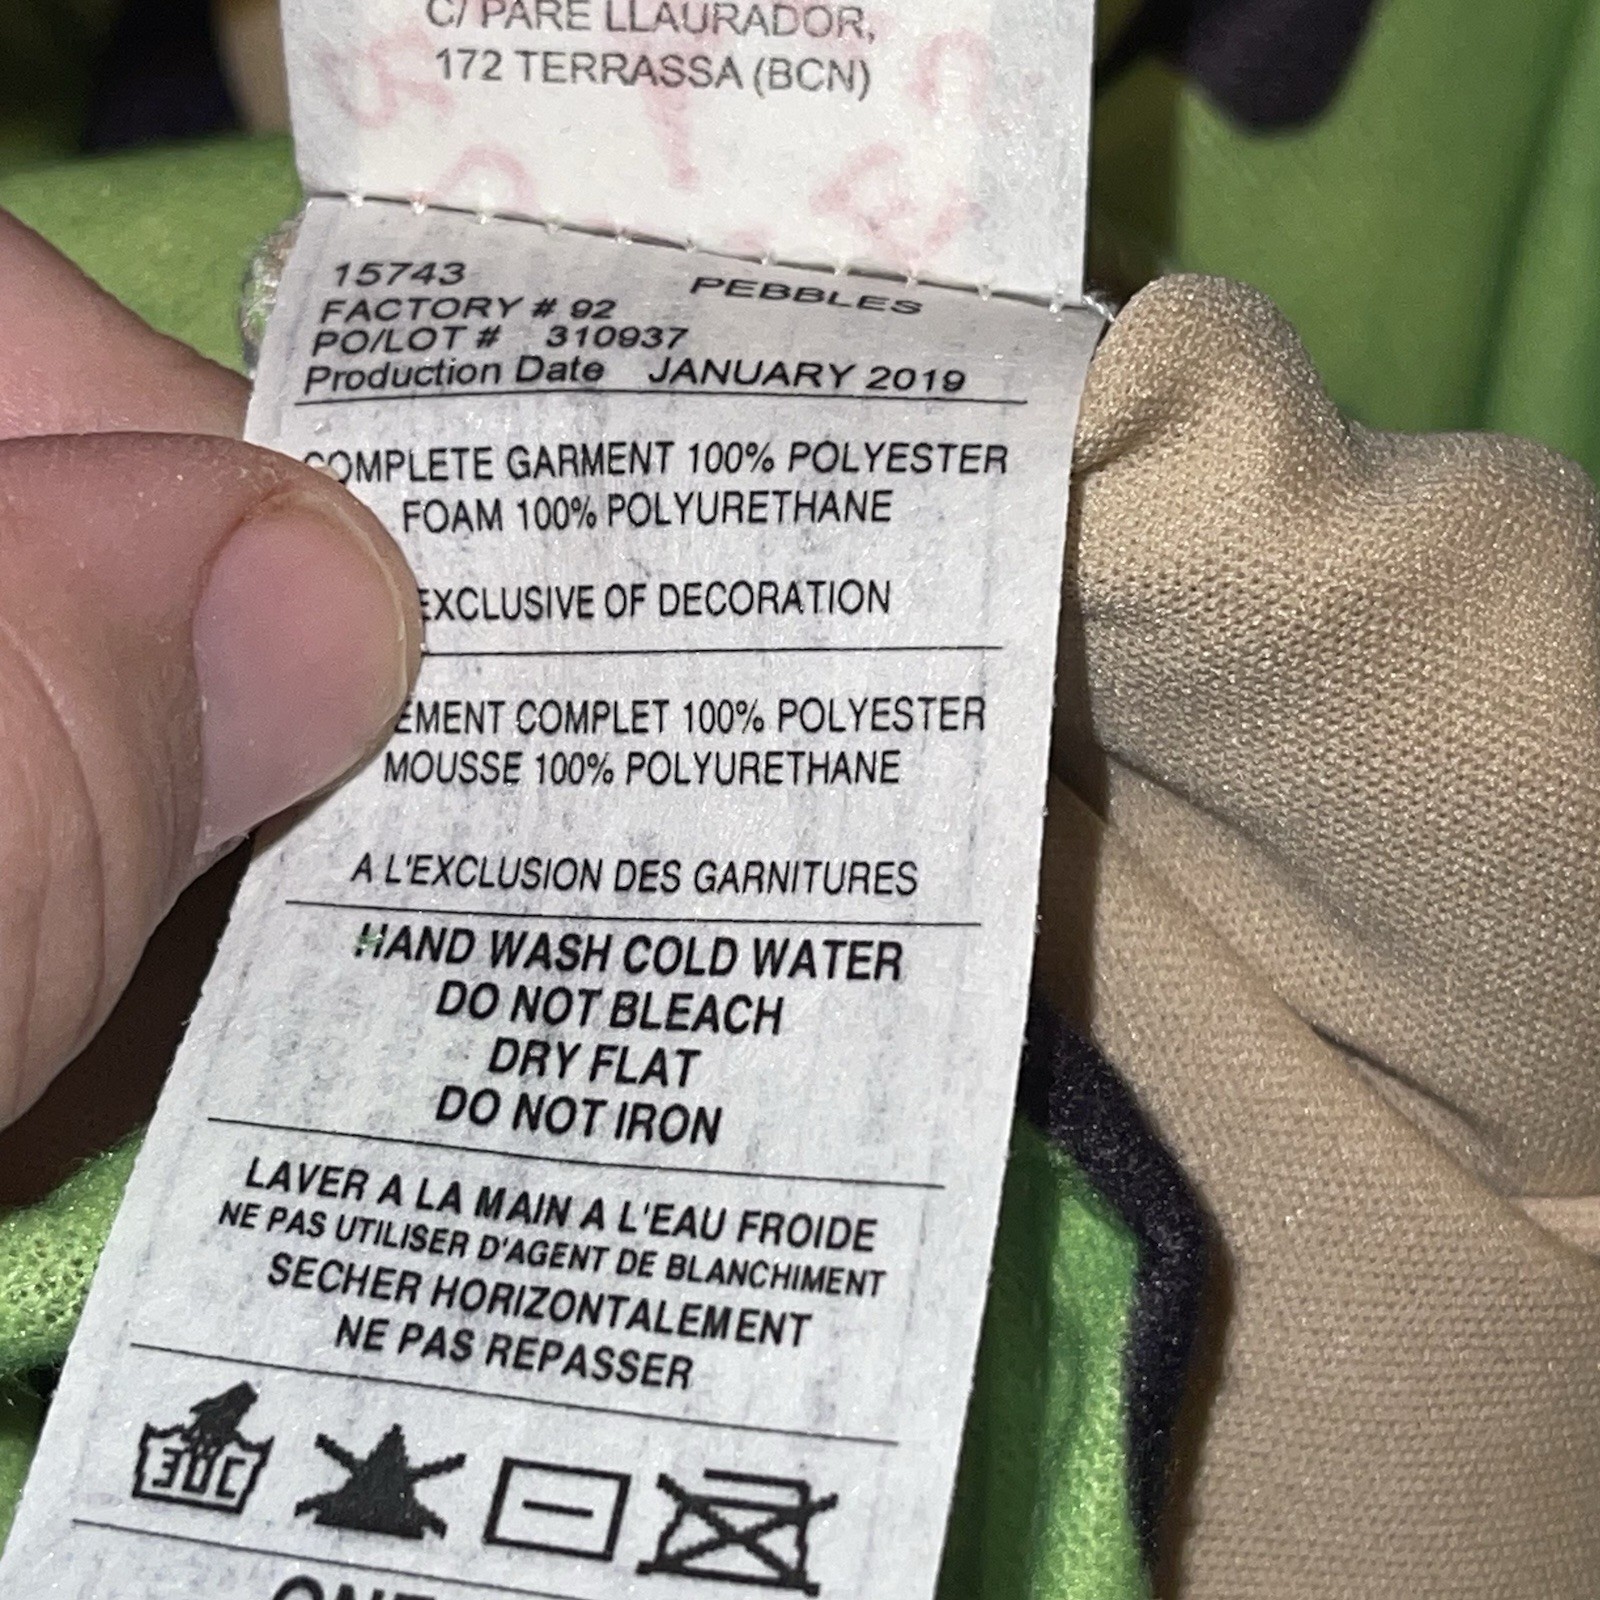 C/ PARE LLAURADOR,
172 TERRASSA (BCN)
15743 PEBBLES
FACTORY # 92
PO/LOT # 310937
Production Date JANUARY 2019
COMPLETE GARMENT 100% POLYESTER
FOAM 100% POLYURETHANE
EXCLUSIVE OF DECORATION
EMENT COMPLET 100% POLYESTER
MOUSSE 100% POLYURETHANE
A L'EXCLUSION DES GARNITURES
HAND WASH COLD WATER
DO NOT BLEACH
DRY FLAT
DO NOT IRON
LAVER A LA MAIN A L'EAU FROIDE
NE PAS UTILISER D'AGENT DE BLANCHIMENT
SECHER HORIZONTALEMENT
NE PAS REPASSER
30C